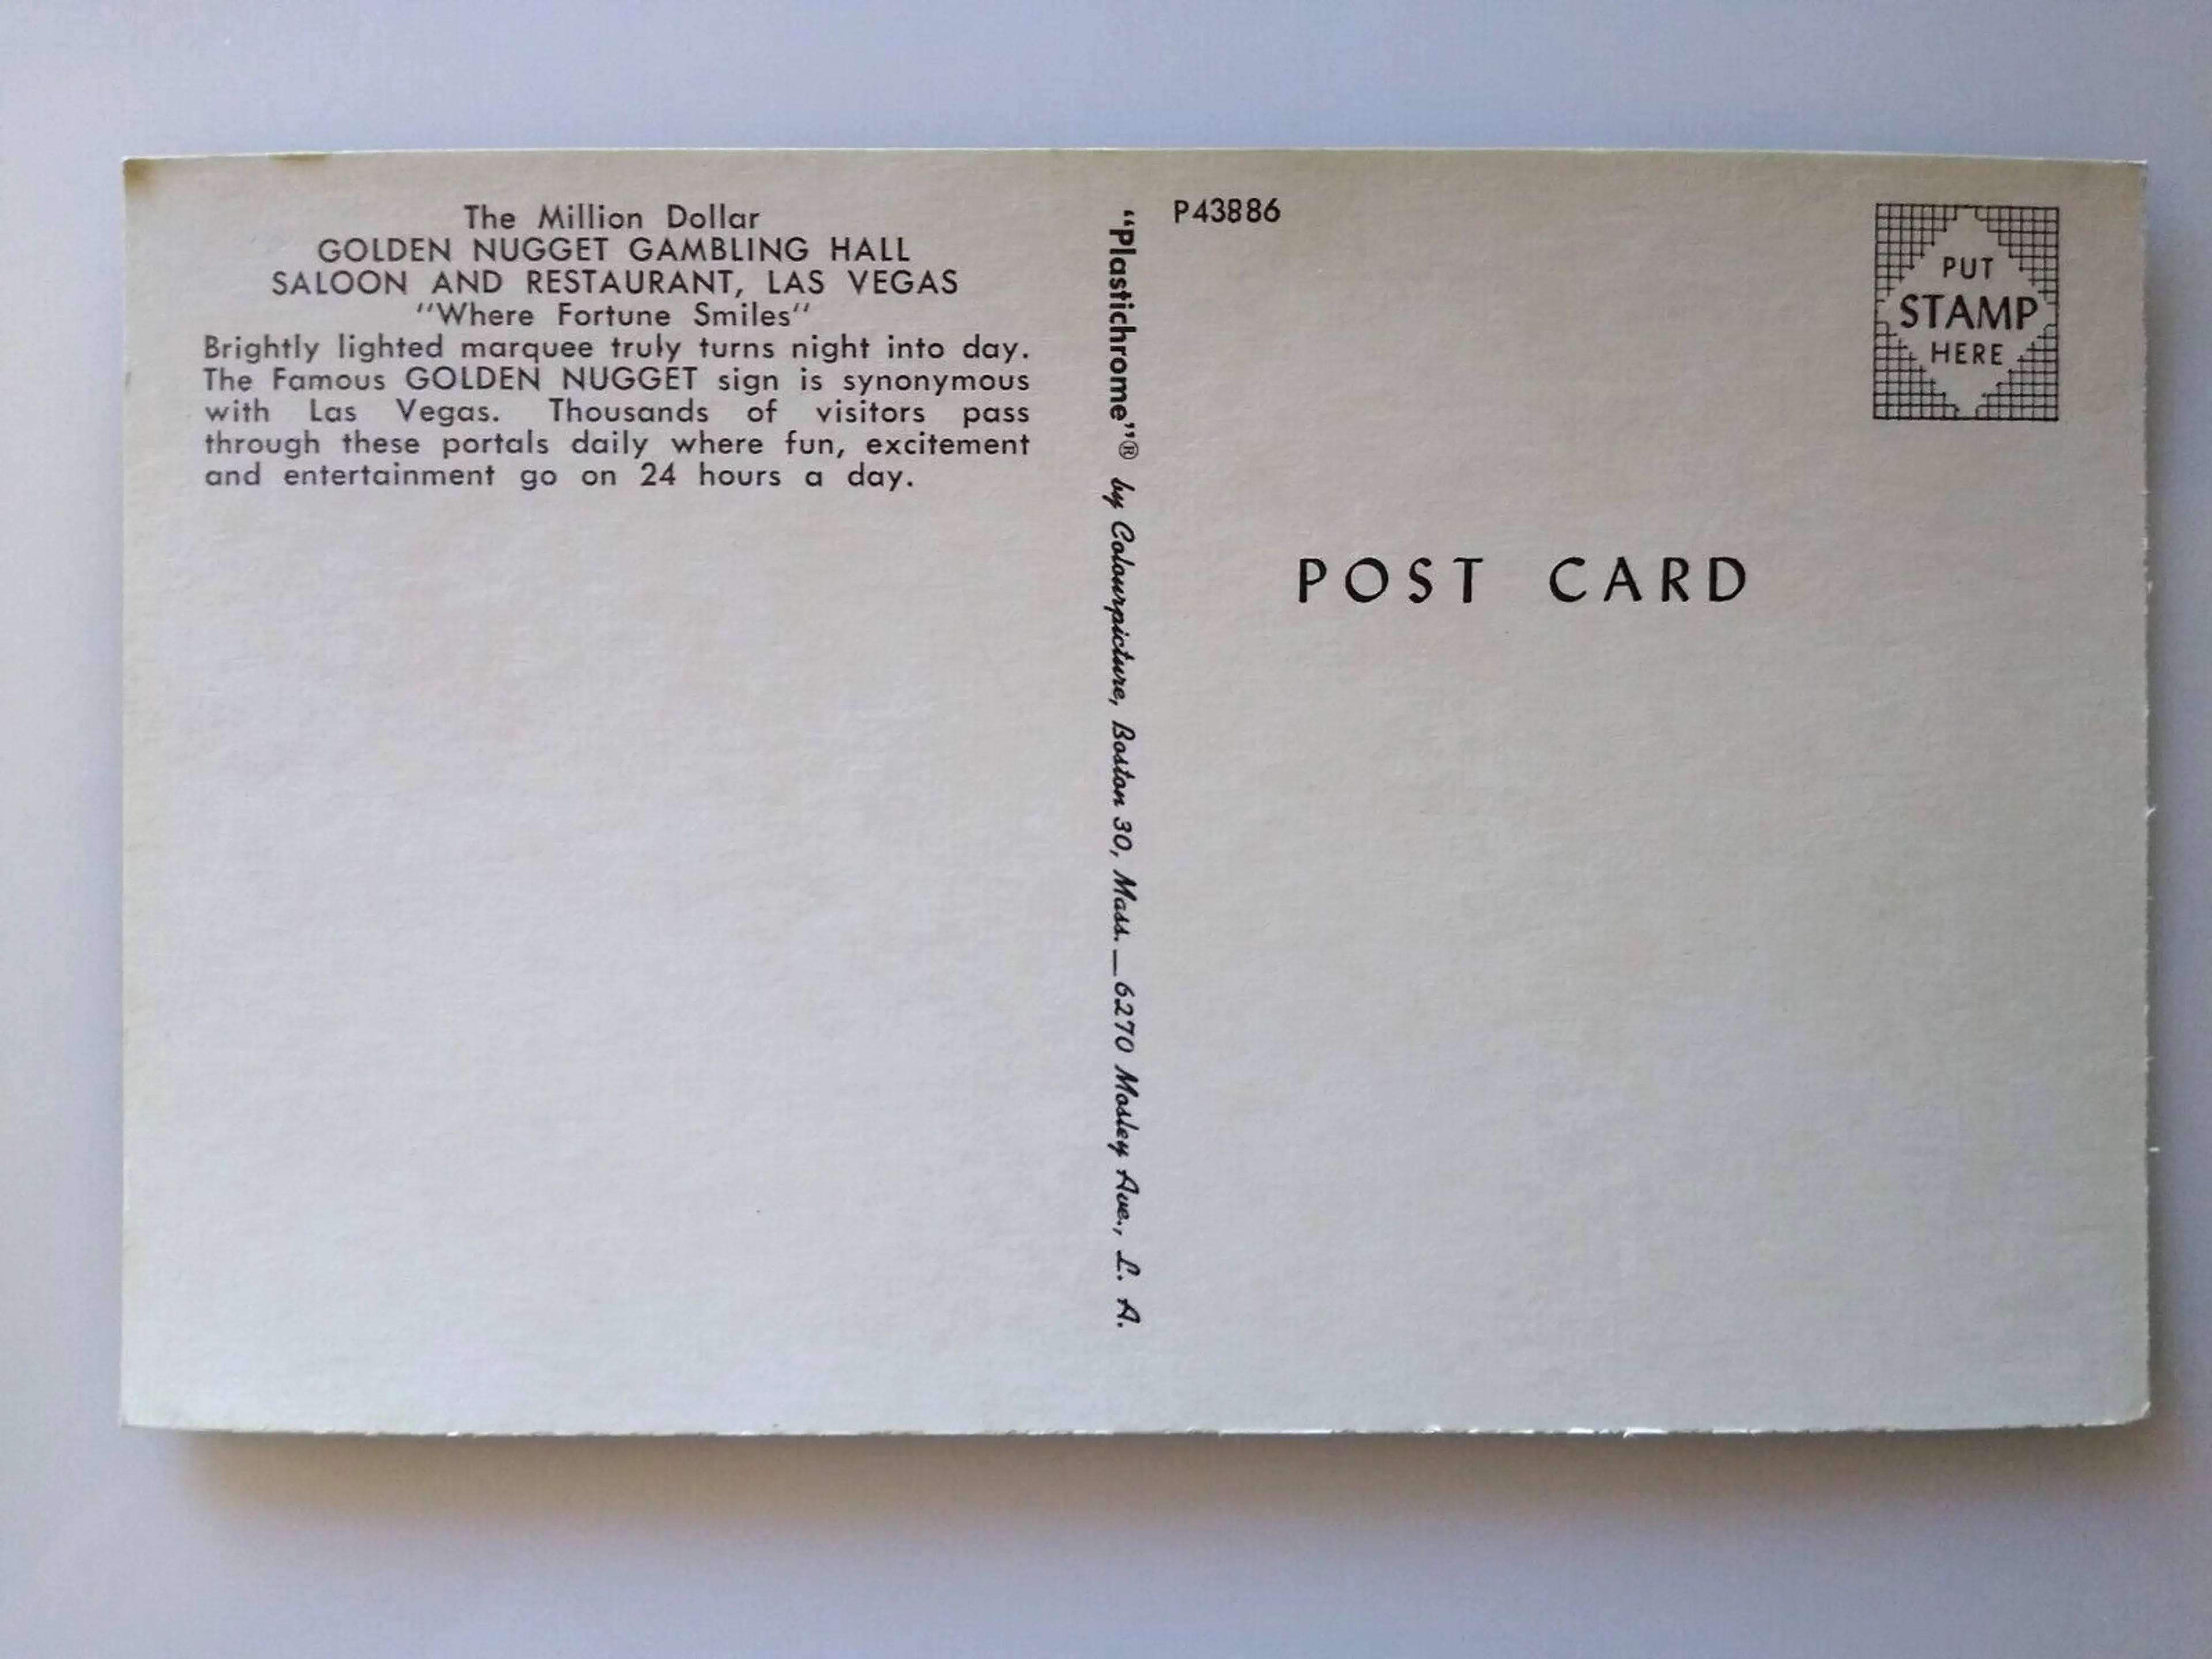 The Million Dollar
GOLDEN NUGGET GAMBLING HALL
SALOON AND RESTAURANT, LAS VEGAS
"Where Fortune Smiles"
Brightly lighted marquee truly turns night into day.
The Famous GOLDEN NUGGET sign is synonymous
with Las Vegas. Thousands of visitors pass
through these portals daily where fun, excitement
and entertainment go on 24 hours a day.
“Plastichrome”® by Colourpicture, Boston 30, Mass.—6270 Mosley Ave., L. A.
P43886
PUT
STAMP
HERE
POST CARD